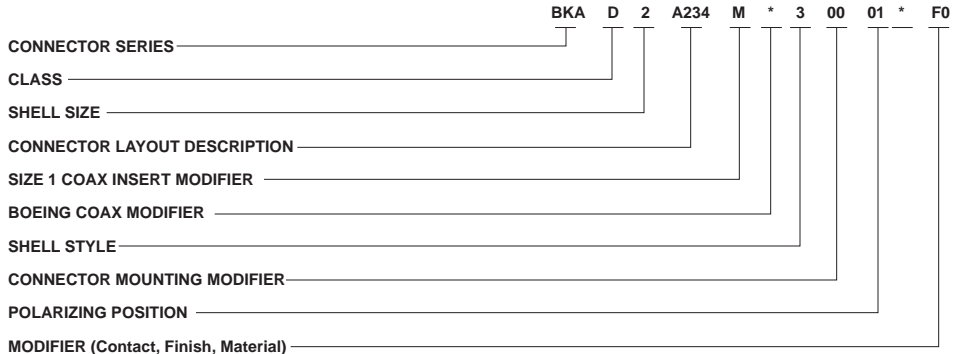 BKA D 2 A234 M * 3 00 01 * F0
CONNECTOR SERIES
CLASS
SHELL SIZE
CONNECTOR LAYOUT DESCRIPTION
SIZE 1 COAX INSERT MODIFIER
BOEING COAX MODIFIER
SHELL STYLE
CONNECTOR MOUNTING MODIFIER
POLARIZING POSITION
MODIFIER (Contact, Finish, Material)